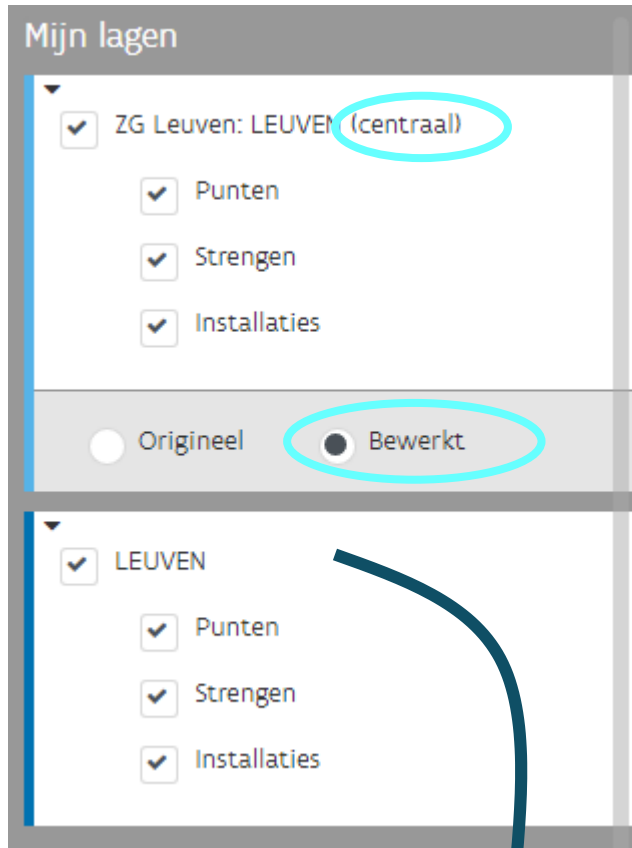 Mijn lagen
ZG Leuven: LEUVEN (centraal)
Punten
Strengen
Installaties
Origineel Bewerkt
LEUVEN
Punten
Strengen
Installaties